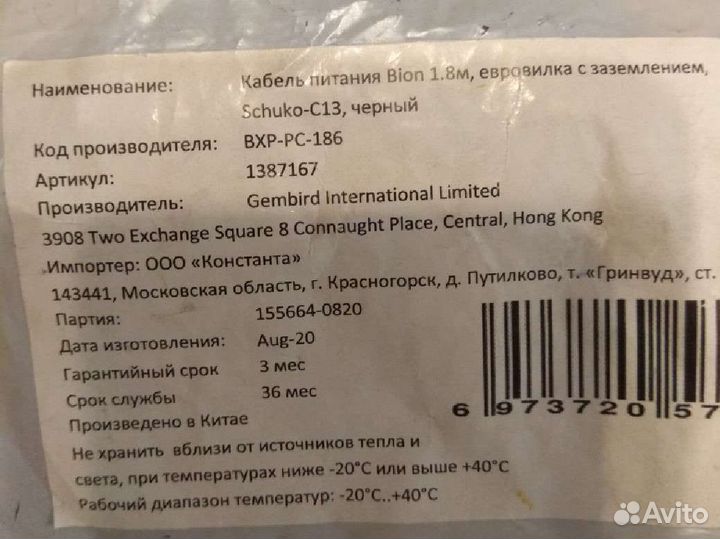 Наименование: Кабель питания Bion 1.8м, евровилка с заземлением,
Schuko-C13, черный
Код производителя: BXP-PC-186
Артикул: 1387167
Производитель: Gembird International Limited
3908 Two Exchange Square 8 Connaught Place, Central, Hong Kong
Импортер: ООО «Константа»
143441, Московская область, г. Красногорск, д. Путилково, т. «Гринвуд», ст.
Партия: 155664-0820
Дата изготовления: Aug-20
Гарантийный срок 3 мес
Срок службы 36 мес
Произведено в Китае
Не хранить вблизи от источников тепла и
света, при температурах ниже -20°C или выше +40°C
Рабочий диапазон температур: -20°C..+40°C
6 973720 57
Avito